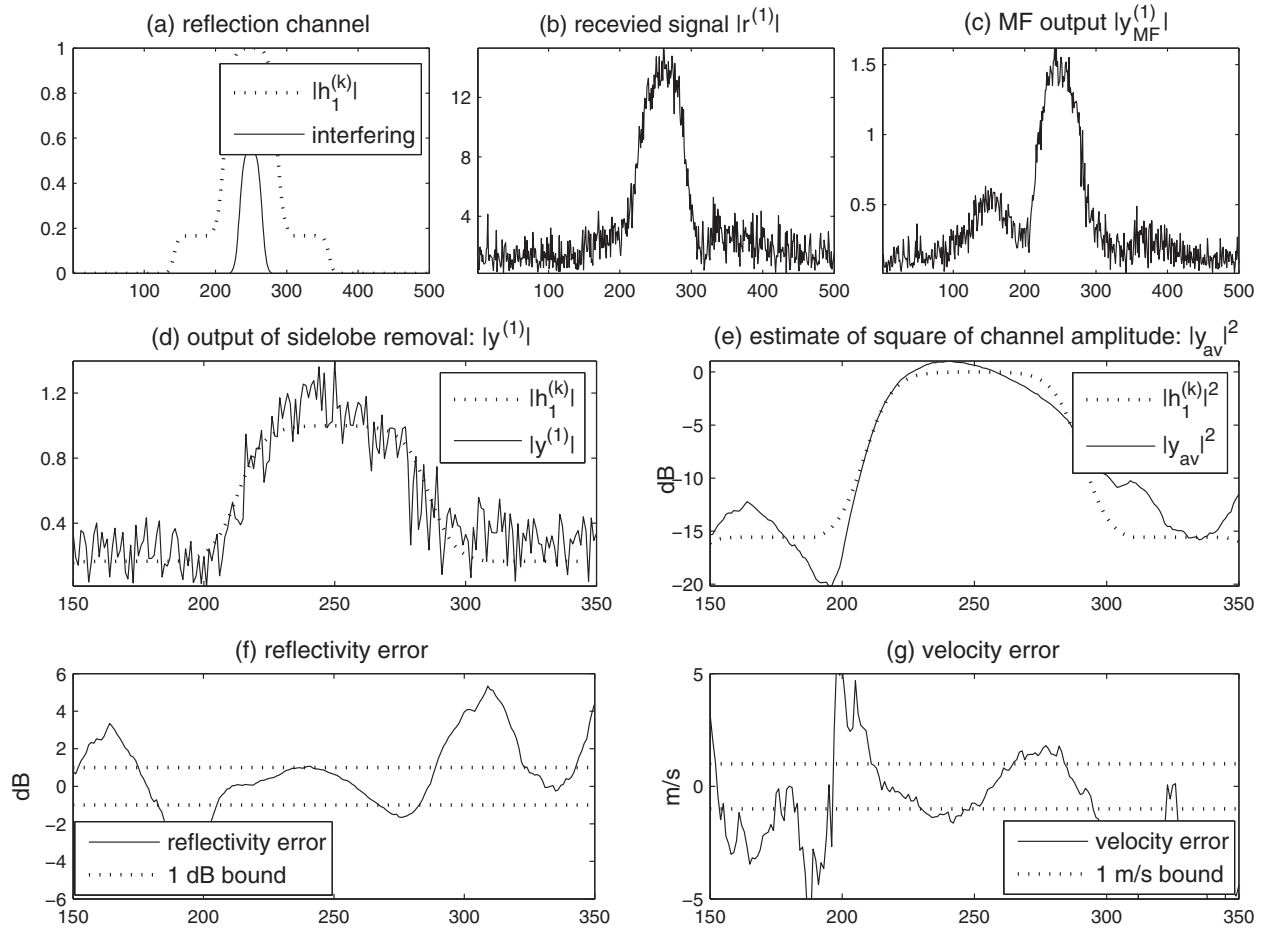 (a) reflection channel
1
0.8
0.6
0.4
0.2
0
100 200 300 400 500
|h₁⁽ᵏ⁾|
interfering
(b) recevied signal |r⁽¹⁾|
12
8
4
100 200 300 400 500
(c) MF output |y_MF⁽¹⁾|
1.5
1
0.5
100 200 300 400 500
(d) output of sidelobe removal: |y⁽¹⁾|
1.2
0.8
0.4
150 200 250 300 350
|h₁⁽ᵏ⁾|
|y⁽¹⁾|
(e) estimate of square of channel amplitude: |y_av|²
dB
0
−5
−10
−15
−20
150 200 250 300 350
|h₁⁽ᵏ⁾|²
|y_av|²
(f) reflectivity error
dB
6
4
2
0
−2
−4
−6
150 200 250 300 350
reflectivity error
1 dB bound
(g) velocity error
m/s
5
0
−5
150 200 250 300 350
velocity error
1 m/s bound